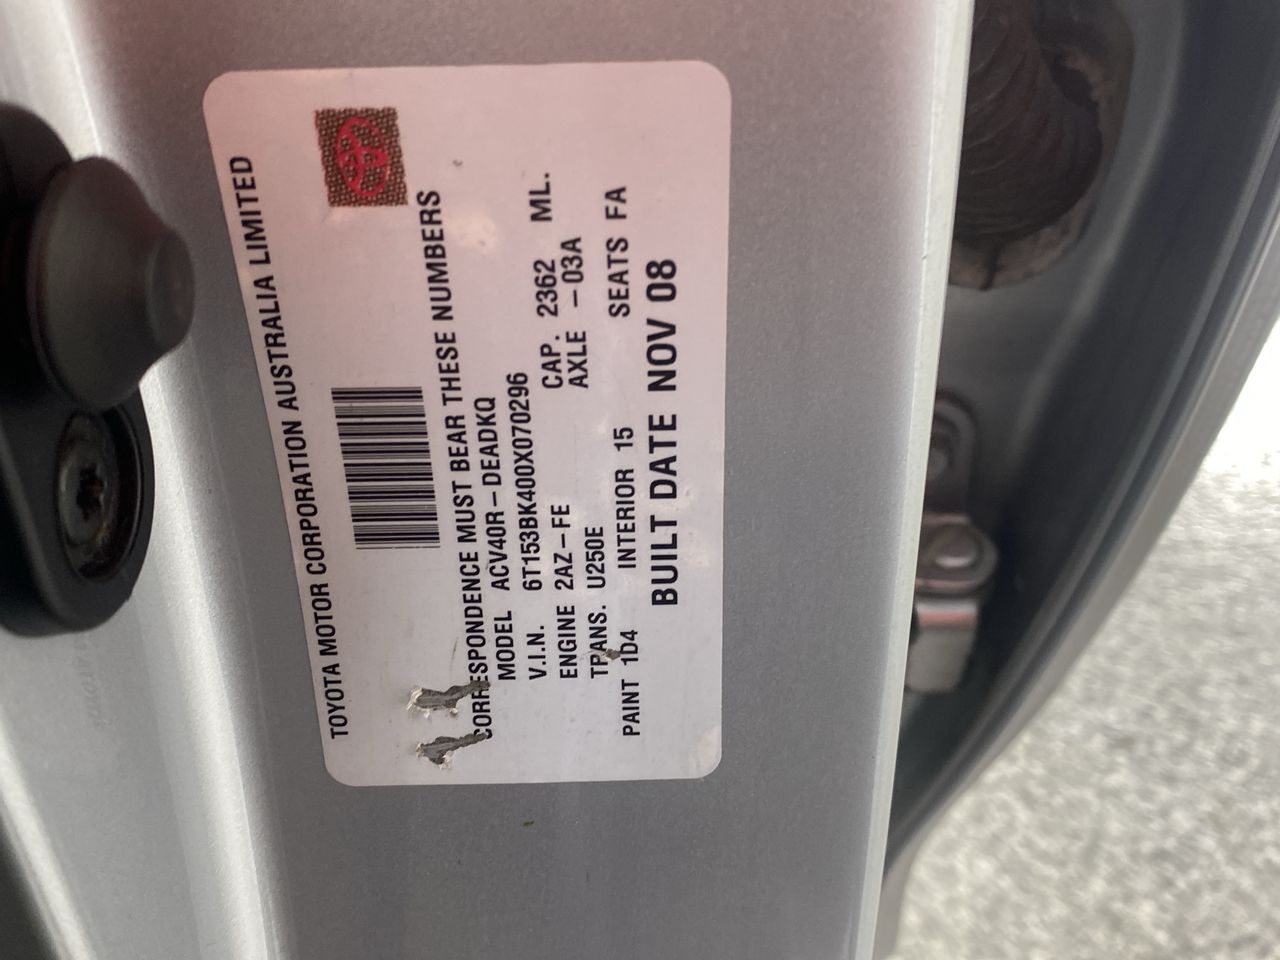 TOYOTA MOTOR CORPORATION AUSTRALIA LIMITED
CORRESPONDENCE MUST BEAR THESE NUMBERS
MODEL ACV40R-DEADKQ
V.I.N. 6T153BK400X070296
ENGINE 2AZ-FE CAP. 2362 ML.
TRANS. U250E AXLE -03A
PAINT 1D4 INTERIOR 15 SEATS FA
BUILT DATE NOV 08